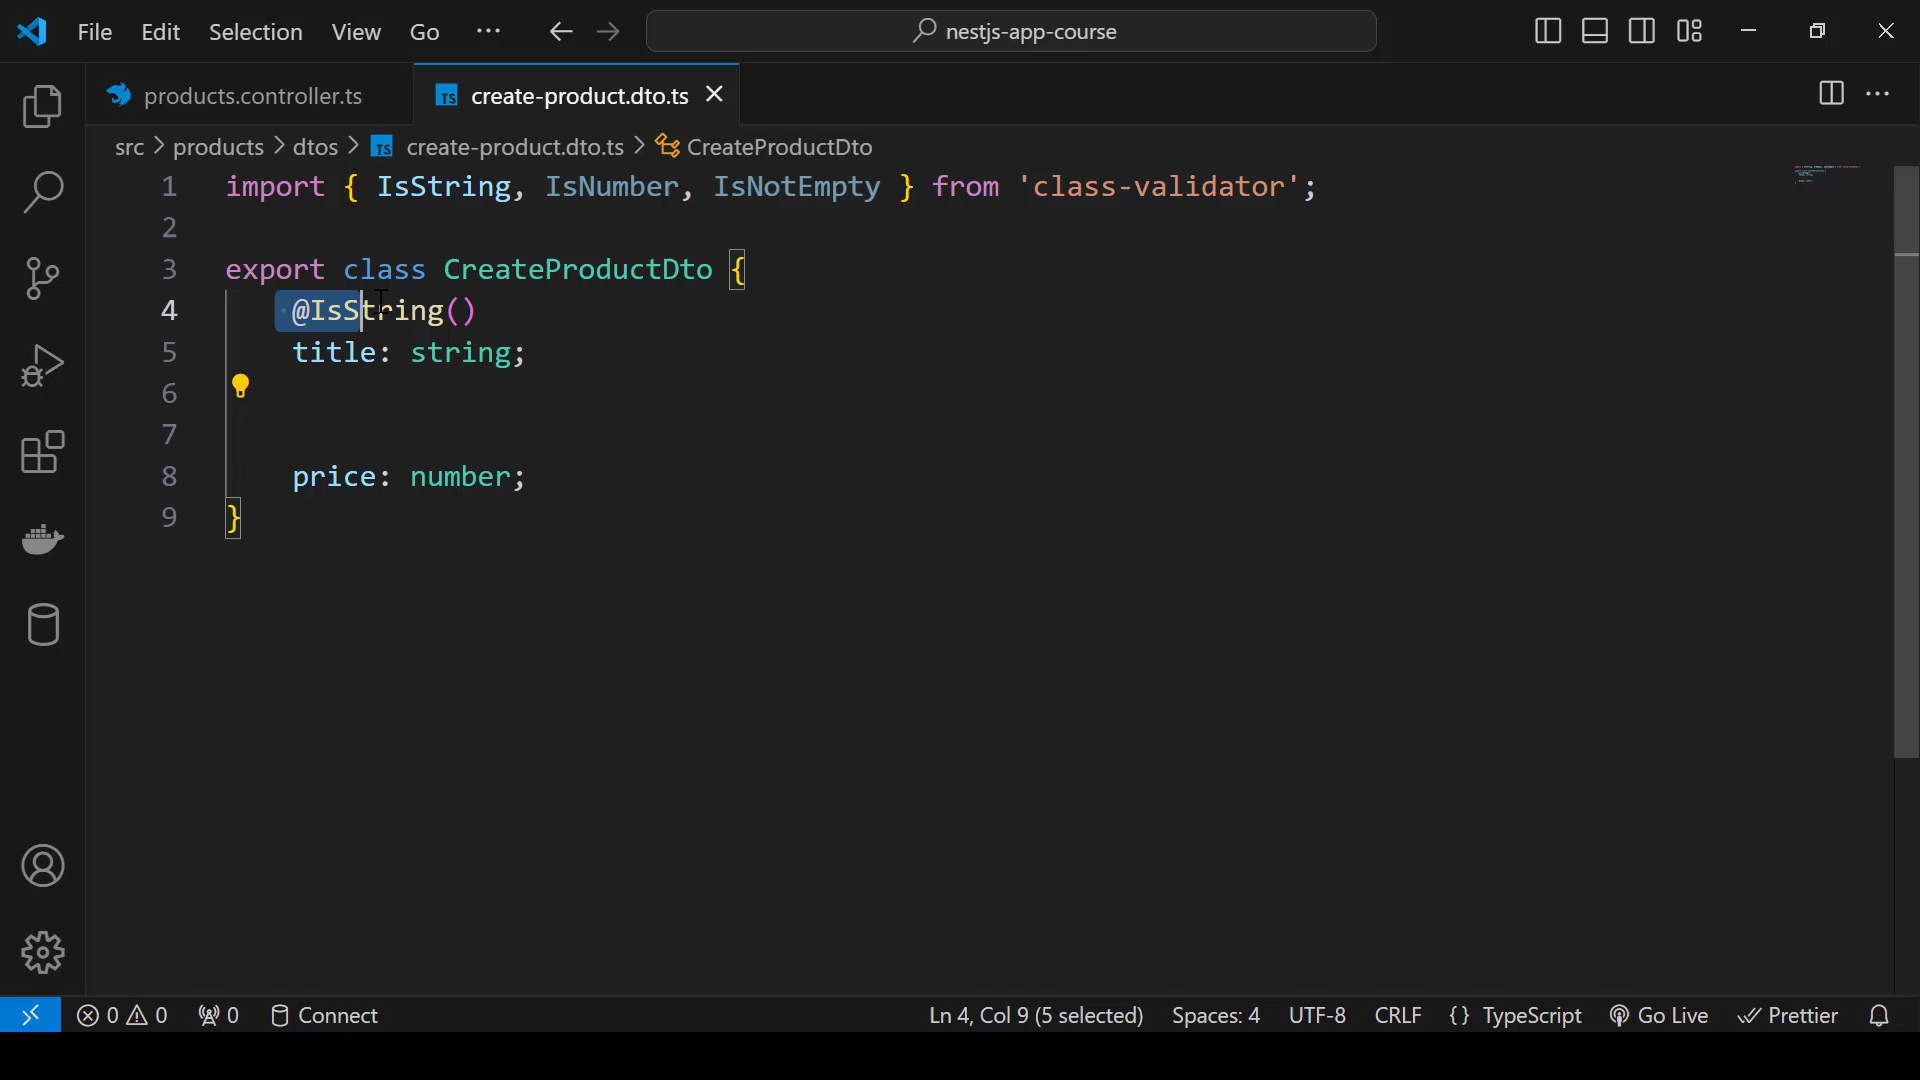 File Edit Selection View Go ··· nestjs-app-course
products.controller.ts TS create-product.dto.ts
src > products > dtos > TS create-product.dto.ts > CreateProductDto
1 import { IsString, IsNumber, IsNotEmpty } from 'class-validator';
2
3 export class CreateProductDto {
4 @IsString()
5 title: string;
6
7
8 price: number;
9 }
0 0 0 Connect Ln 4, Col 9 (5 selected) Spaces: 4 UTF-8 CRLF {} TypeScript Go Live Prettier